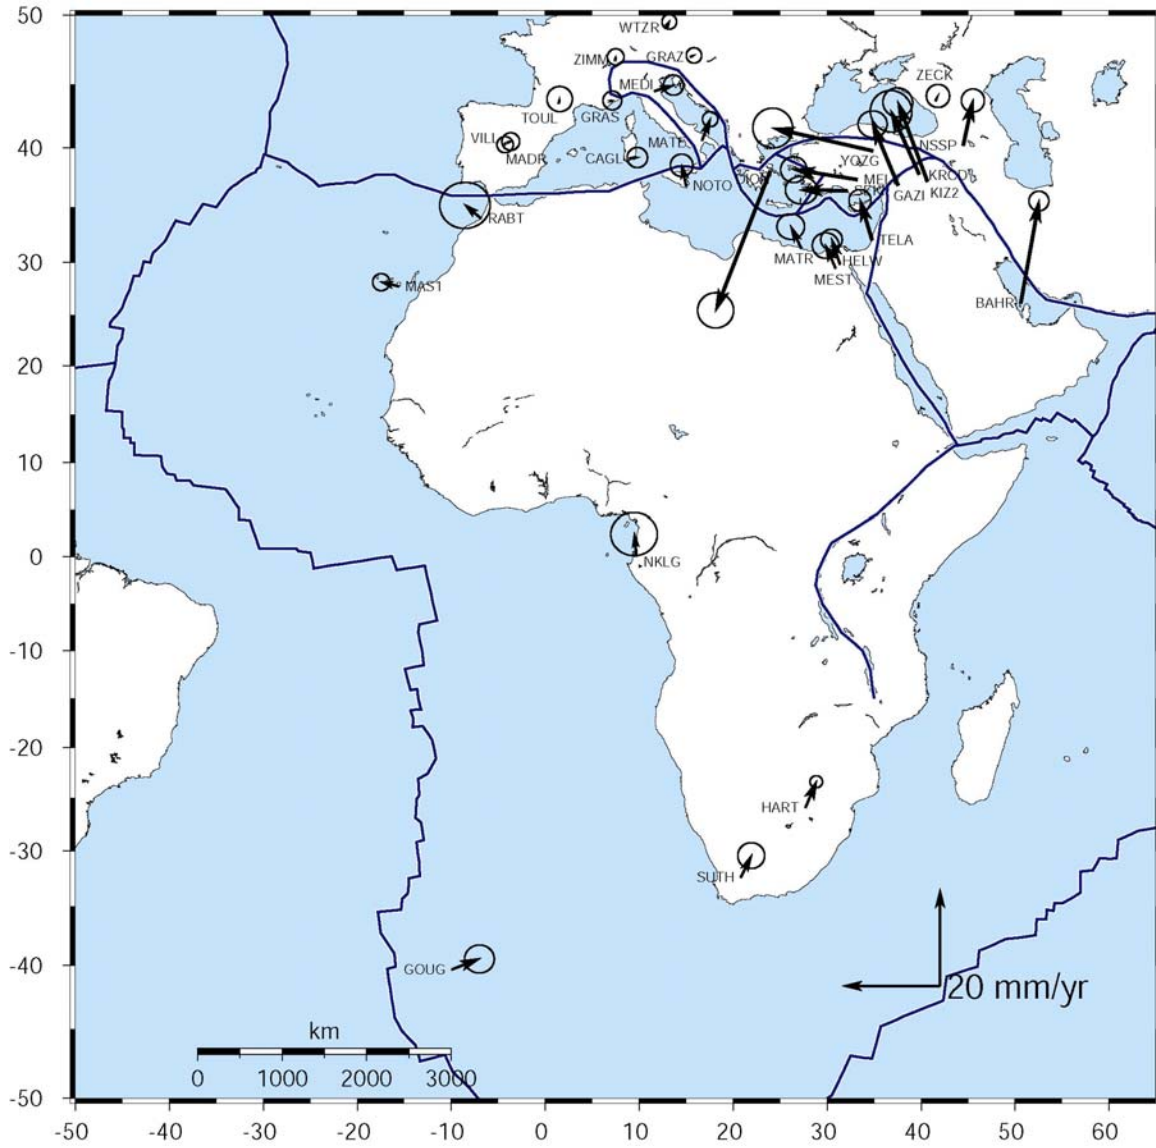 50
WTZR
ZIMM
GRAZ
MEDI
ZECK
TOUL
GRAS
40
VILL
MADR
MATE
CAGL
NSSP
YOZG
MEL
KRCD
NOTO
GAZI
KIZ2
RABT
TELA
MATR
HELW
30
MEST
MAS1
BAHR
20
10
NKLG
0
-10
-20
HART
-30
SUTH
-40
GOUG
20 mm/yr
km
0 1000 2000 3000
-50
-50 -40 -30 -20 -10 0 10 20 30 40 50 60